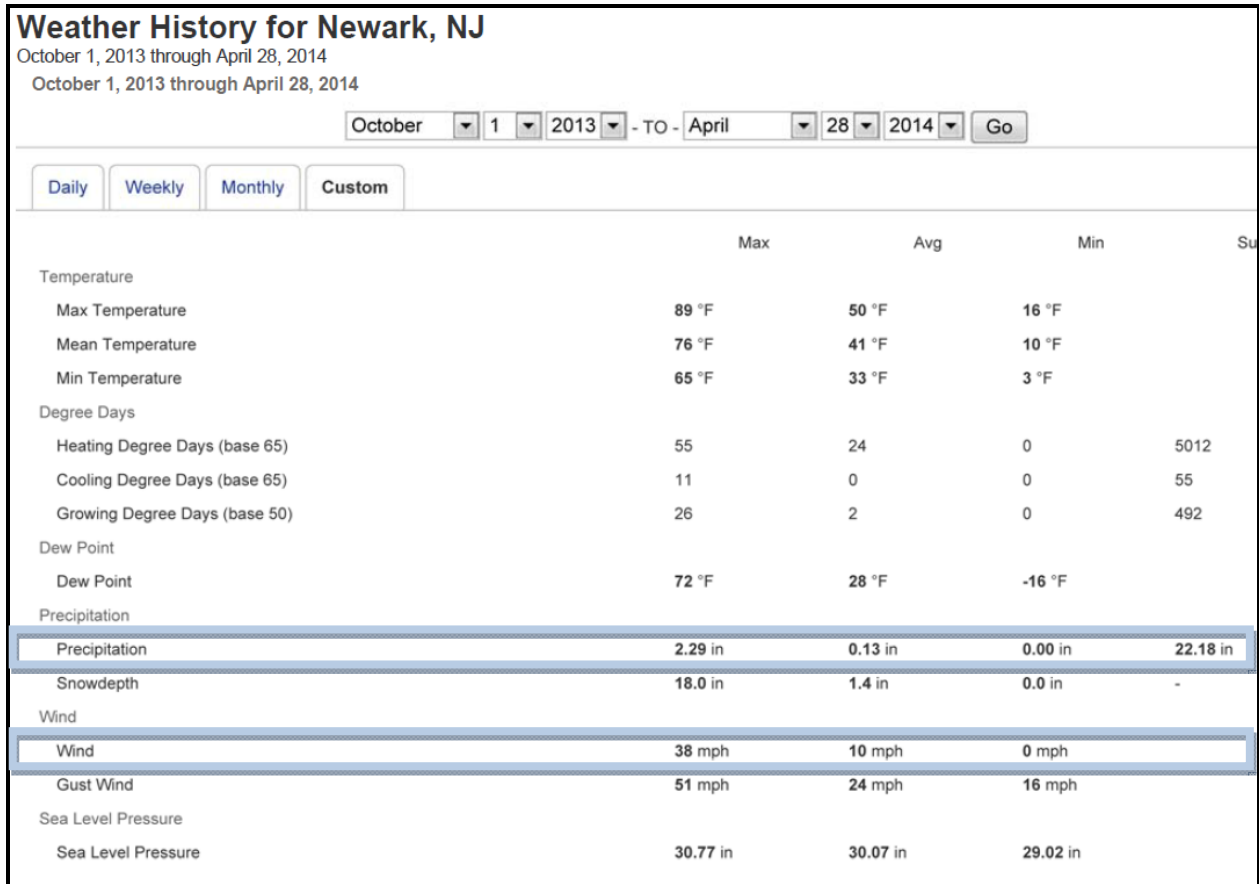 Weather History for Newark, NJ
October 1, 2013 through April 28, 2014
October 1, 2013 through April 28, 2014
October 1 2013 - TO - April 28 2014 Go
Daily Weekly Monthly Custom
Max Avg Min Su
Temperature
Max Temperature 89 °F 50 °F 16 °F
Mean Temperature 76 °F 41 °F 10 °F
Min Temperature 65 °F 33 °F 3 °F
Degree Days
Heating Degree Days (base 65) 55 24 0 5012
Cooling Degree Days (base 65) 11 0 0 55
Growing Degree Days (base 50) 26 2 0 492
Dew Point
Dew Point 72 °F 28 °F -16 °F
Precipitation
Precipitation 2.29 in 0.13 in 0.00 in 22.18 in
Snowdepth 18.0 in 1.4 in 0.0 in -
Wind
Wind 38 mph 10 mph 0 mph
Gust Wind 51 mph 24 mph 16 mph
Sea Level Pressure
Sea Level Pressure 30.77 in 30.07 in 29.02 in